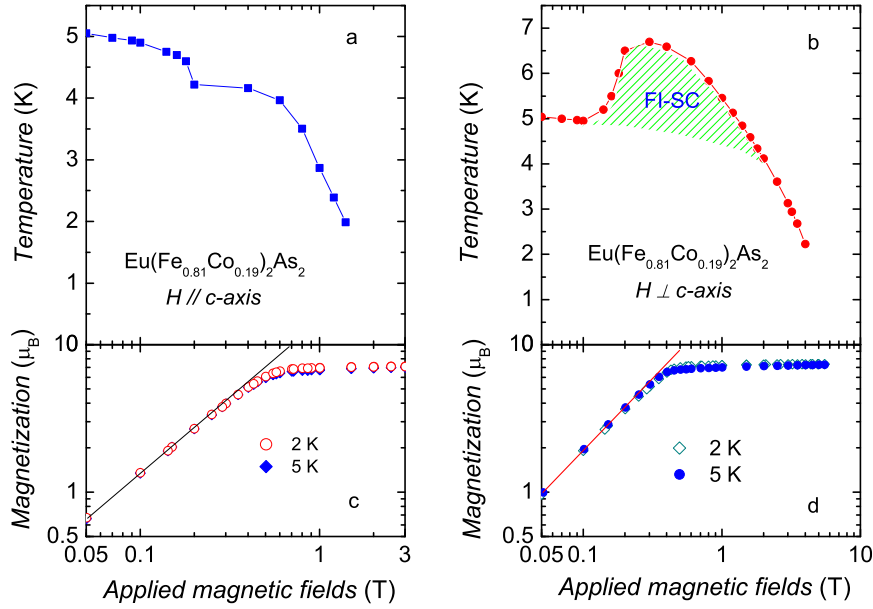 a
5
4
3
2
1
Temperature (K)
Eu(Fe0.81Co0.19)2As2
H // c-axis
b
7
6
5
4
3
2
1
Temperature (K)
FI-SC
Eu(Fe0.81Co0.19)2As2
H ⊥ c-axis
10
1
0.5
Magnetization (μB)
2 K
5 K
c
0.05
0.1
1
3
Applied magnetic fields (T)
10
1
0.5
Magnetization (μB)
2 K
5 K
d
0.05
0.1
1
10
Applied magnetic fields (T)